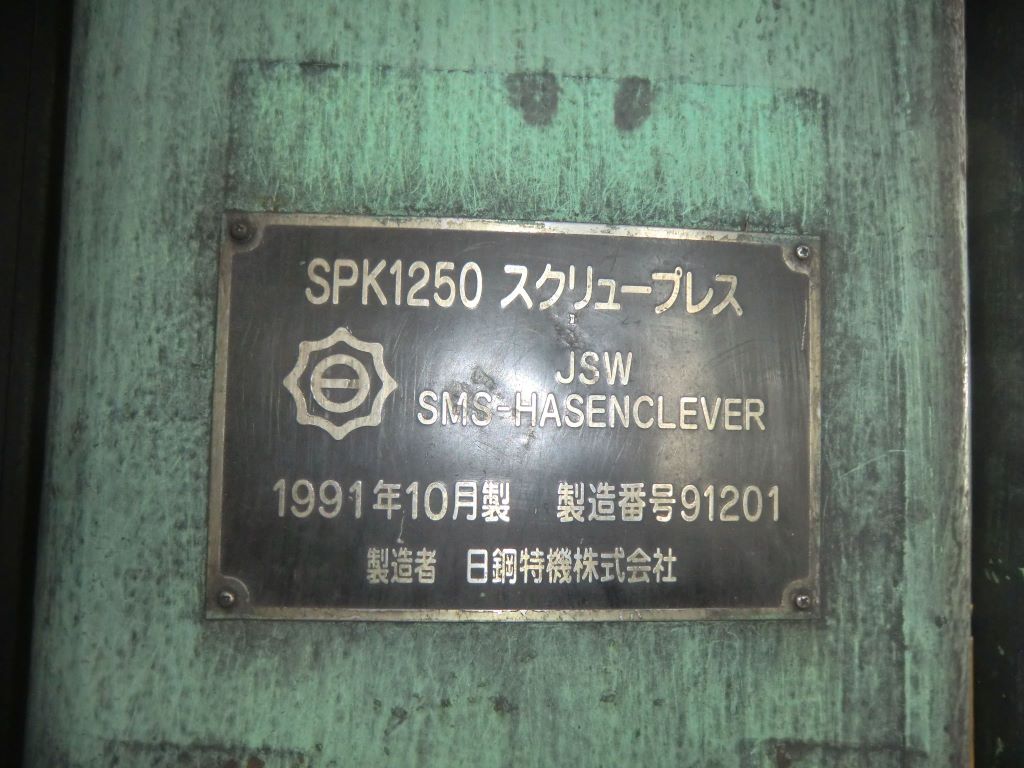 SPK1250 スクリュープレス
JSW
SMS-HASENCLEVER
1991年10月製 製造番号91201
製造者 日鋼特機株式会社